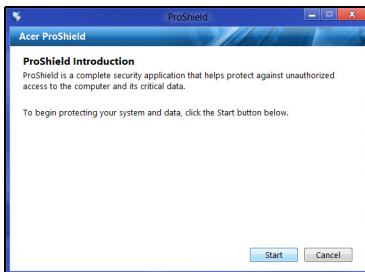 ProShield
Acer ProShield
ProShield Introduction
ProShield is a complete security application that helps protect against unauthorized
access to the computer and its critical data.
To begin protecting your system and data, click the Start button below.
Start Cancel